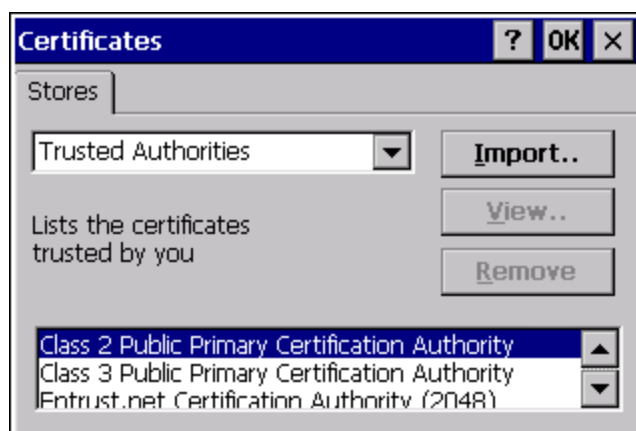 Certificates ? OK ×
Stores
Trusted Authorities
Import..
Lists the certificates
trusted by you
View..
Remove
Class 2 Public Primary Certification Authority
Class 3 Public Primary Certification Authority
Entrust.net Certification Authority (2048)